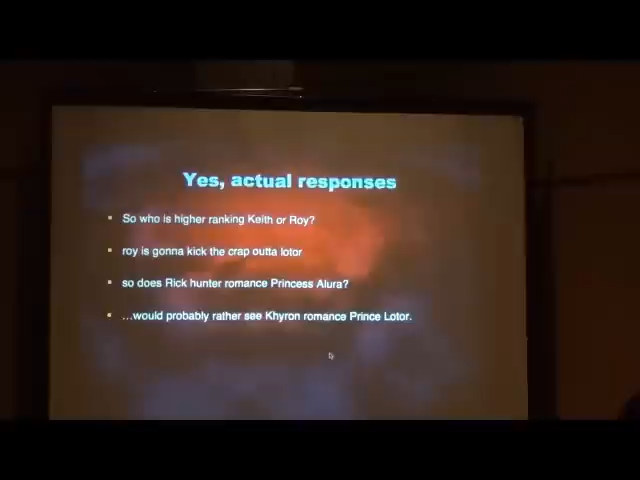 Yes, actual responses
So who is higher ranking Keith or Roy?
roy is gonna kick the crap outta lotor
so does Rick hunter romance Princess Alura?
...would probably rather see Khyron romance Prince Lotor.